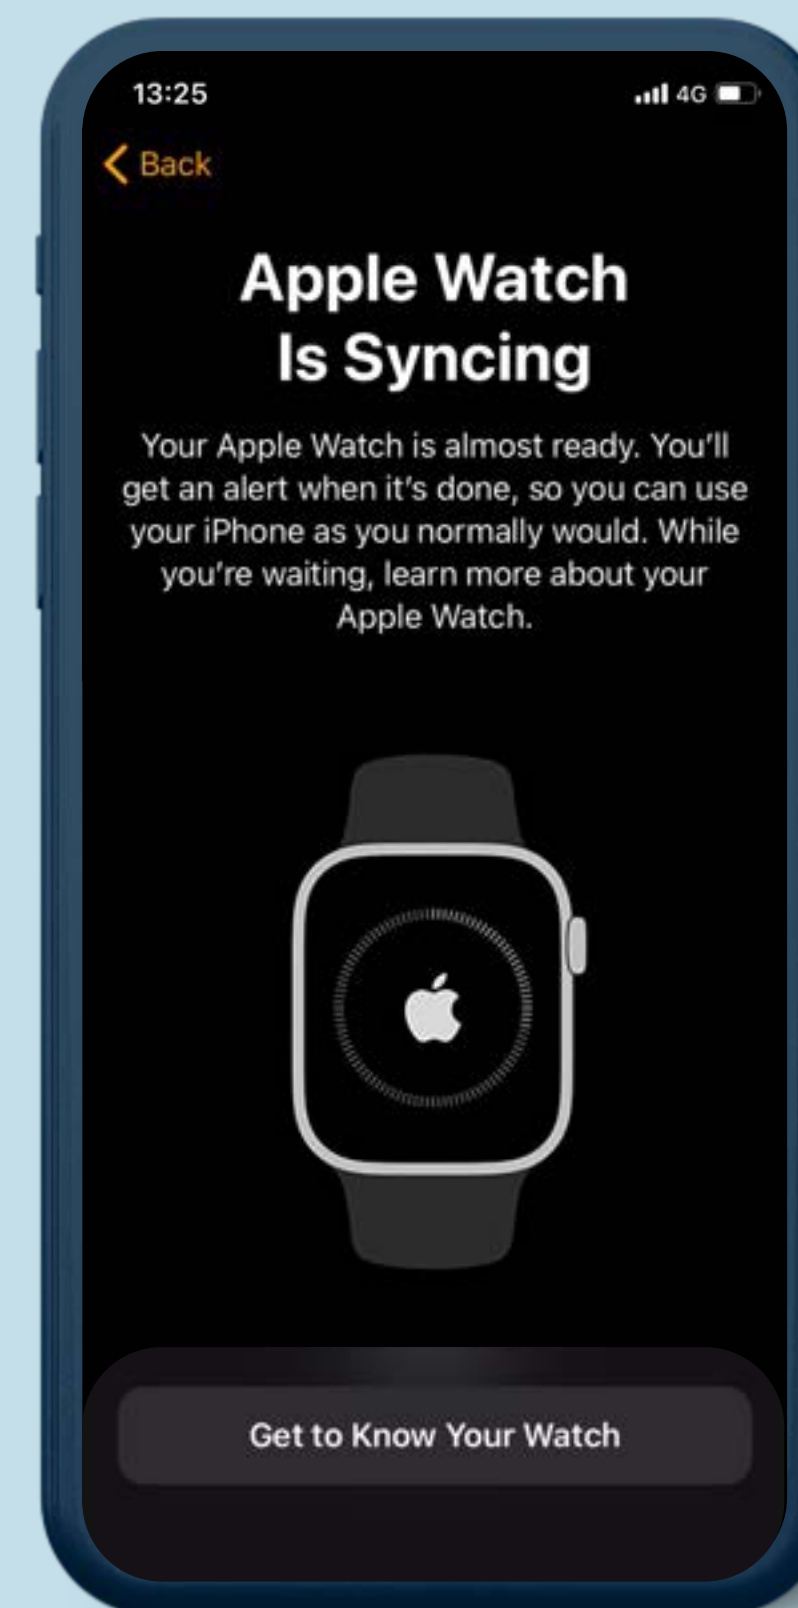 13:25
4G
Back
Apple Watch
Is Syncing
Your Apple Watch is almost ready. You’ll
get an alert when it’s done, so you can use
your iPhone as you normally would. While
you’re waiting, learn more about your
Apple Watch.
Get to Know Your Watch